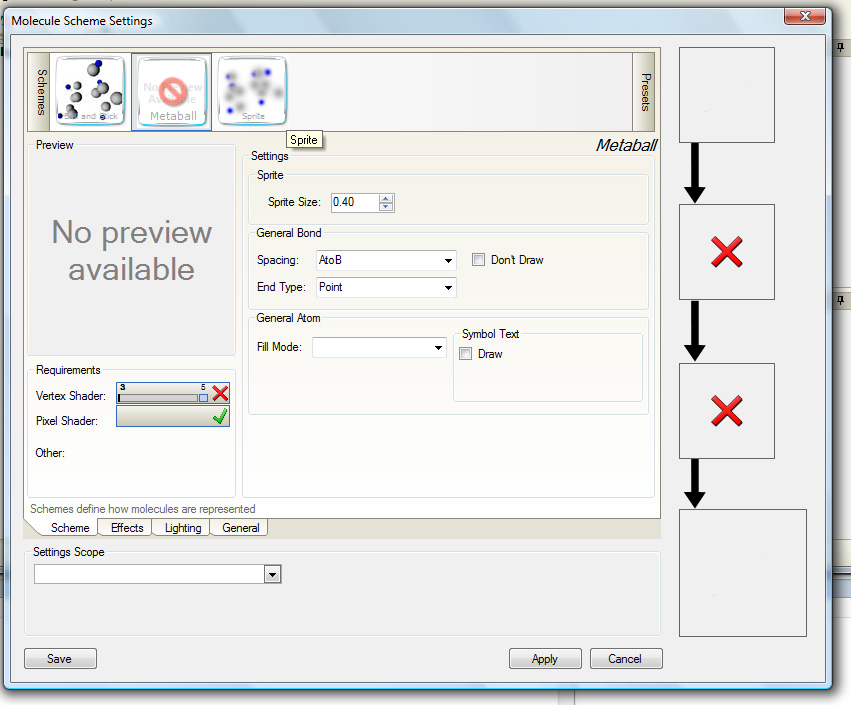 Molecule Scheme Settings
Schemes
Ball and Stick
No Preview
Available
Metaball
Sprite
Presets
Sprite
Metaball
Preview
No preview
available
Settings
Sprite
Sprite Size: 0.40
General Bond
Spacing: AtoB
Don't Draw
End Type: Point
General Atom
Fill Mode:
Symbol Text
Draw
Requirements
Vertex Shader: 3 5
Pixel Shader:
Other:
Schemes define how molecules are represented
Scheme Effects Lighting General
Settings Scope
Save Apply Cancel